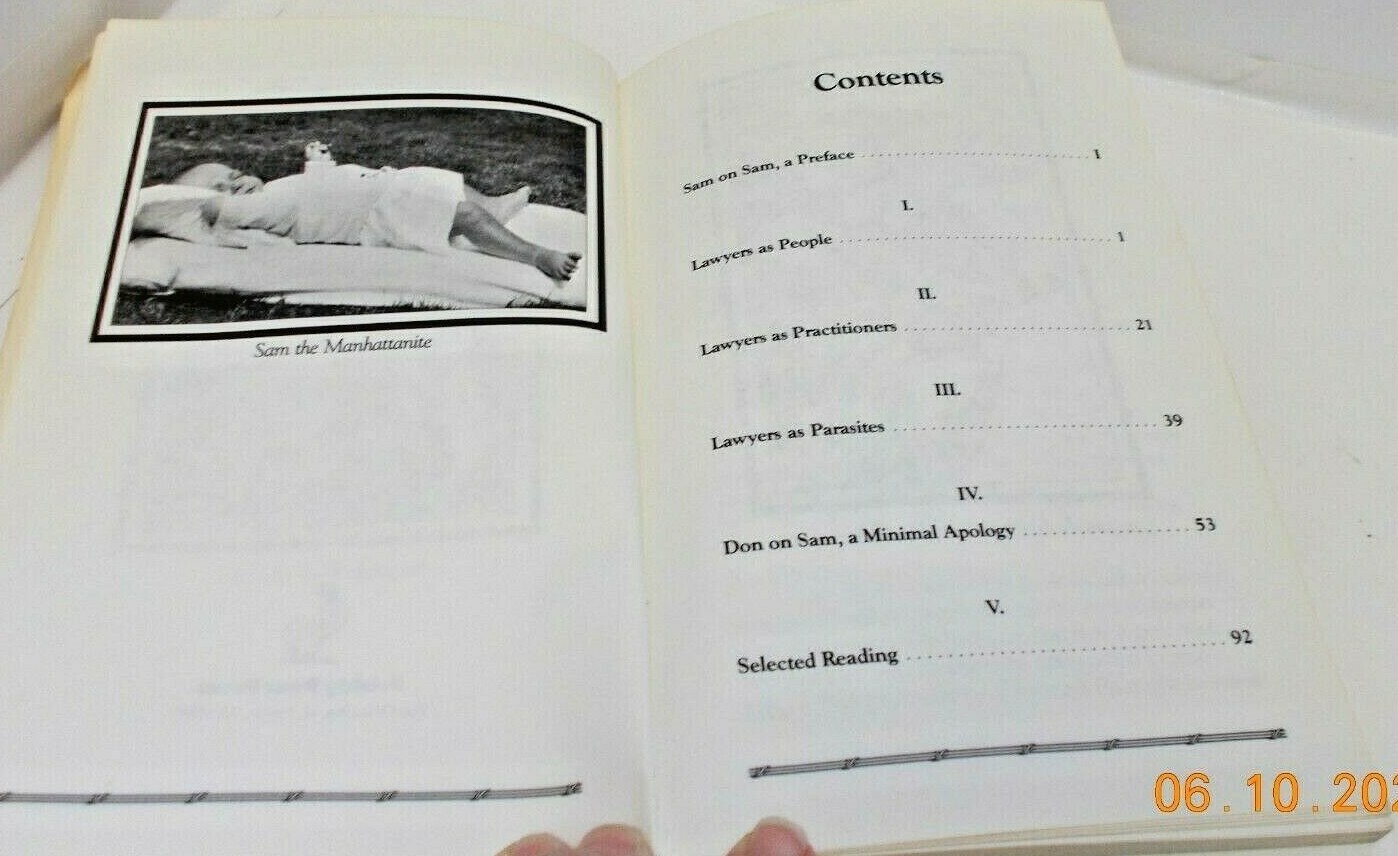 Sam the Manhattanite
Contents
Sam on Sam, a Preface ........................................ I
I.
Lawyers as People ............................................. 1
II.
Lawyers as Practitioners .................................... 21
III.
Lawyers as Parasites ........................................ 39
IV.
Don on Sam, a Minimal Apology .................... 53
V.
Selected Reading ............................................. 92
06.10.202